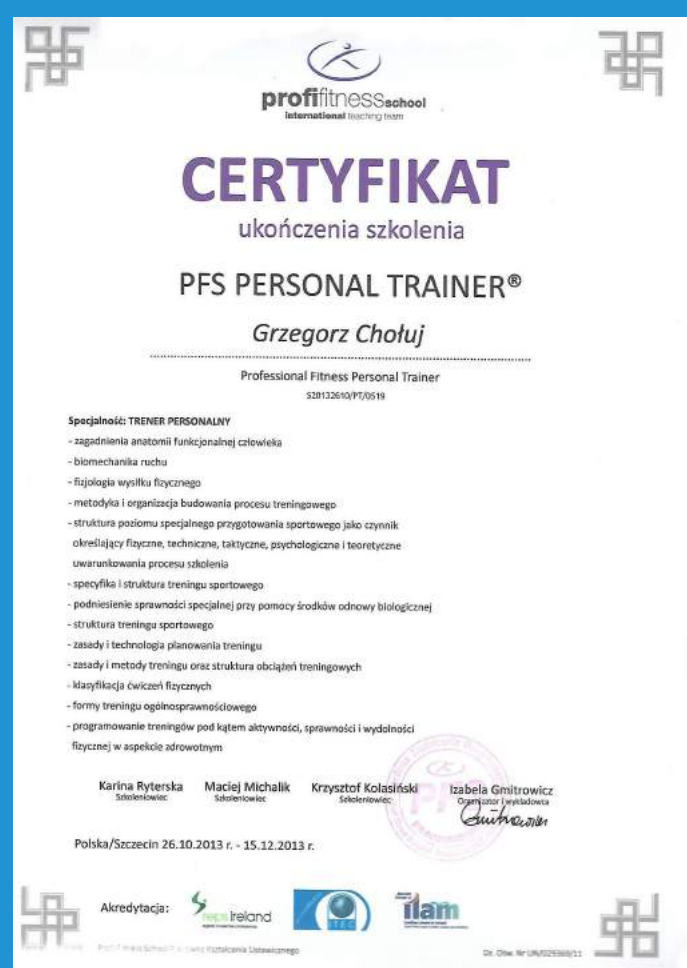 profifitnessschool
international teaching team
CERTYFIKAT
ukończenia szkolenia
PFS PERSONAL TRAINER®
Grzegorz Chołuj
Professional Fitness Personal Trainer
S20132610/PT/0519
Specjalność: TRENER PERSONALNY
- zagadnienia anatomii funkcjonalnej człowieka
- biomechanika ruchu
- fizjologia wysiłku fizycznego
- metodyka i organizacja budowania procesu treningowego
- struktura poziomu specjalnego przygotowania sportowego jako czynnik
określający fizyczne, techniczne, taktyczne, psychologiczne i teoretyczne
uwarunkowania procesu szkolenia
- specyfika i struktura treningu sportowego
- podniesienie sprawności specjalnej przy pomocy środków odnowy biologicznej
- struktura treningu sportowego
- zasady i technologia planowania treningu
- zasady i metody treningu oraz struktura obciążeń treningowych
- klasyfikacja ćwiczeń fizycznych
- formy treningu ogólnosprawnościowego
- programowanie treningów pod kątem aktywności, sprawności i wydolności
fizycznej w aspekcie zdrowotnym
Karina Ryterska Maciej Michalik Krzysztof Kolasiński Izabela Gmitrowicz
Szkoleniowiec Szkoleniowiec Szkoleniowiec Organizator i wykładowca
PFS
Polska/Szczecin 26.10.2013 r. - 15.12.2013 r.
Akredytacja: reps Ireland ITEC ilam
Kształcenia Ustawicznego